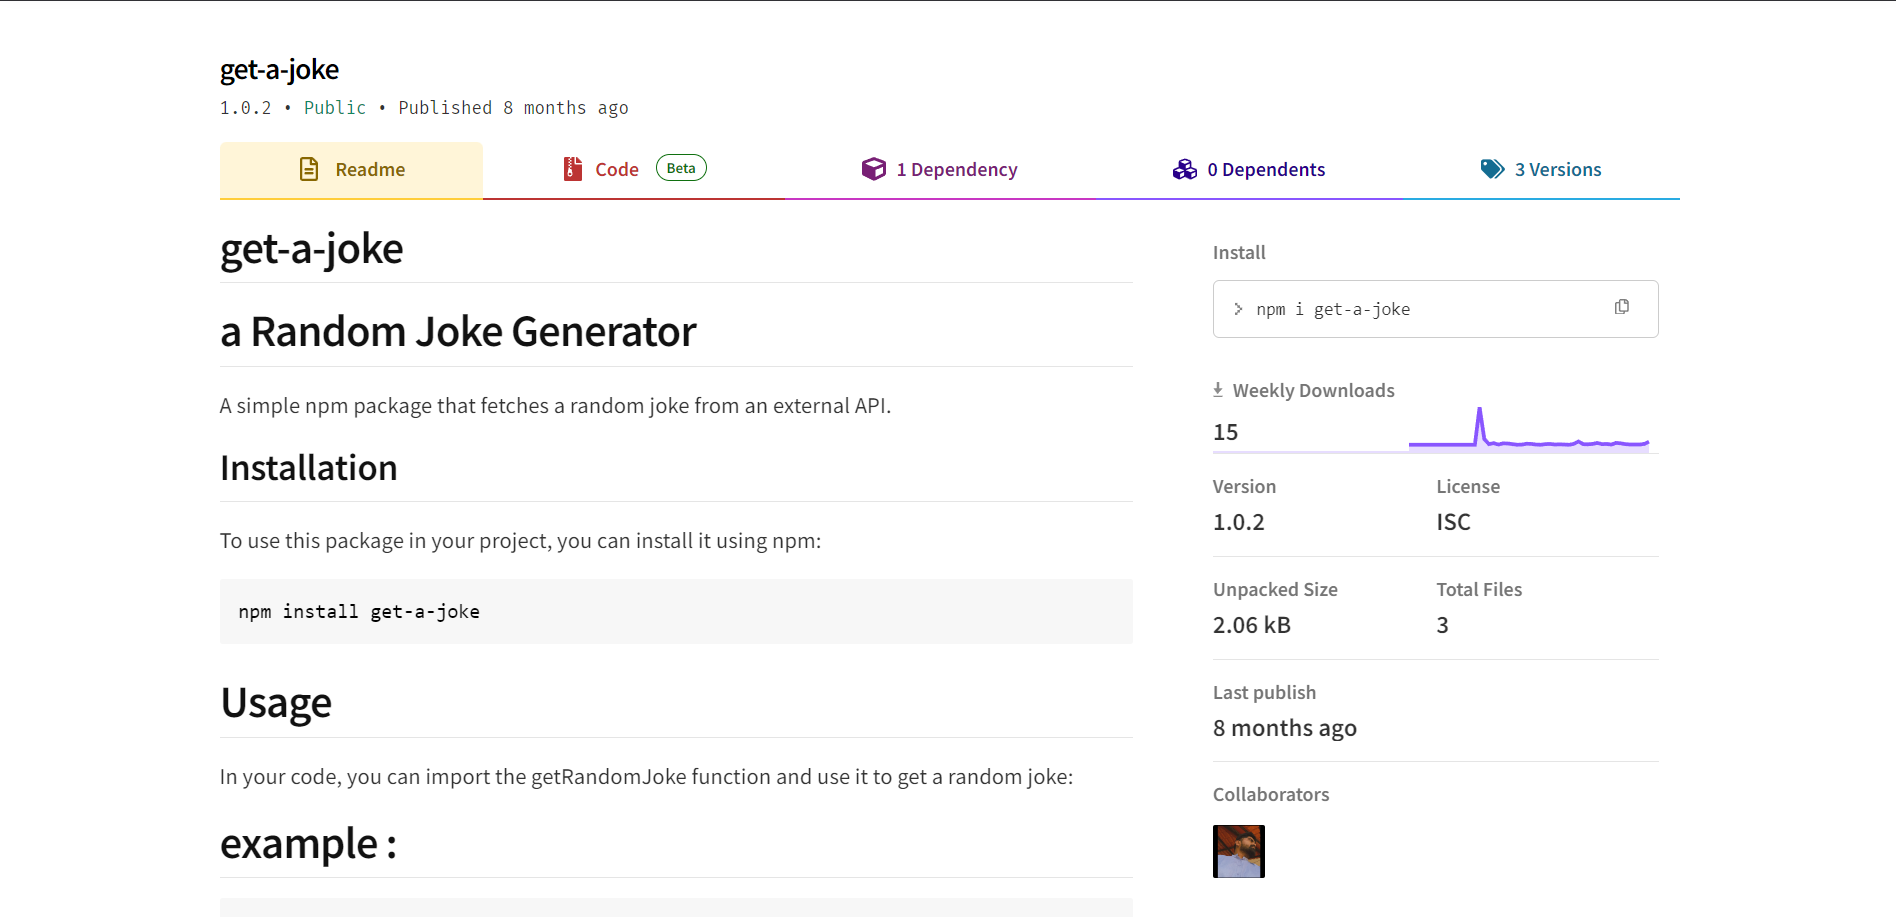 get-a-joke
1.0.2 • Public • Published 8 months ago
Readme
Code Beta
1 Dependency
0 Dependents
3 Versions
get-a-joke
a Random Joke Generator
A simple npm package that fetches a random joke from an external API.
Installation
To use this package in your project, you can install it using npm:
npm install get-a-joke
Usage
In your code, you can import the getRandomJoke function and use it to get a random joke:
example :
Install
> npm i get-a-joke
Weekly Downloads
15
Version
1.0.2
License
ISC
Unpacked Size
2.06 kB
Total Files
3
Last publish
8 months ago
Collaborators